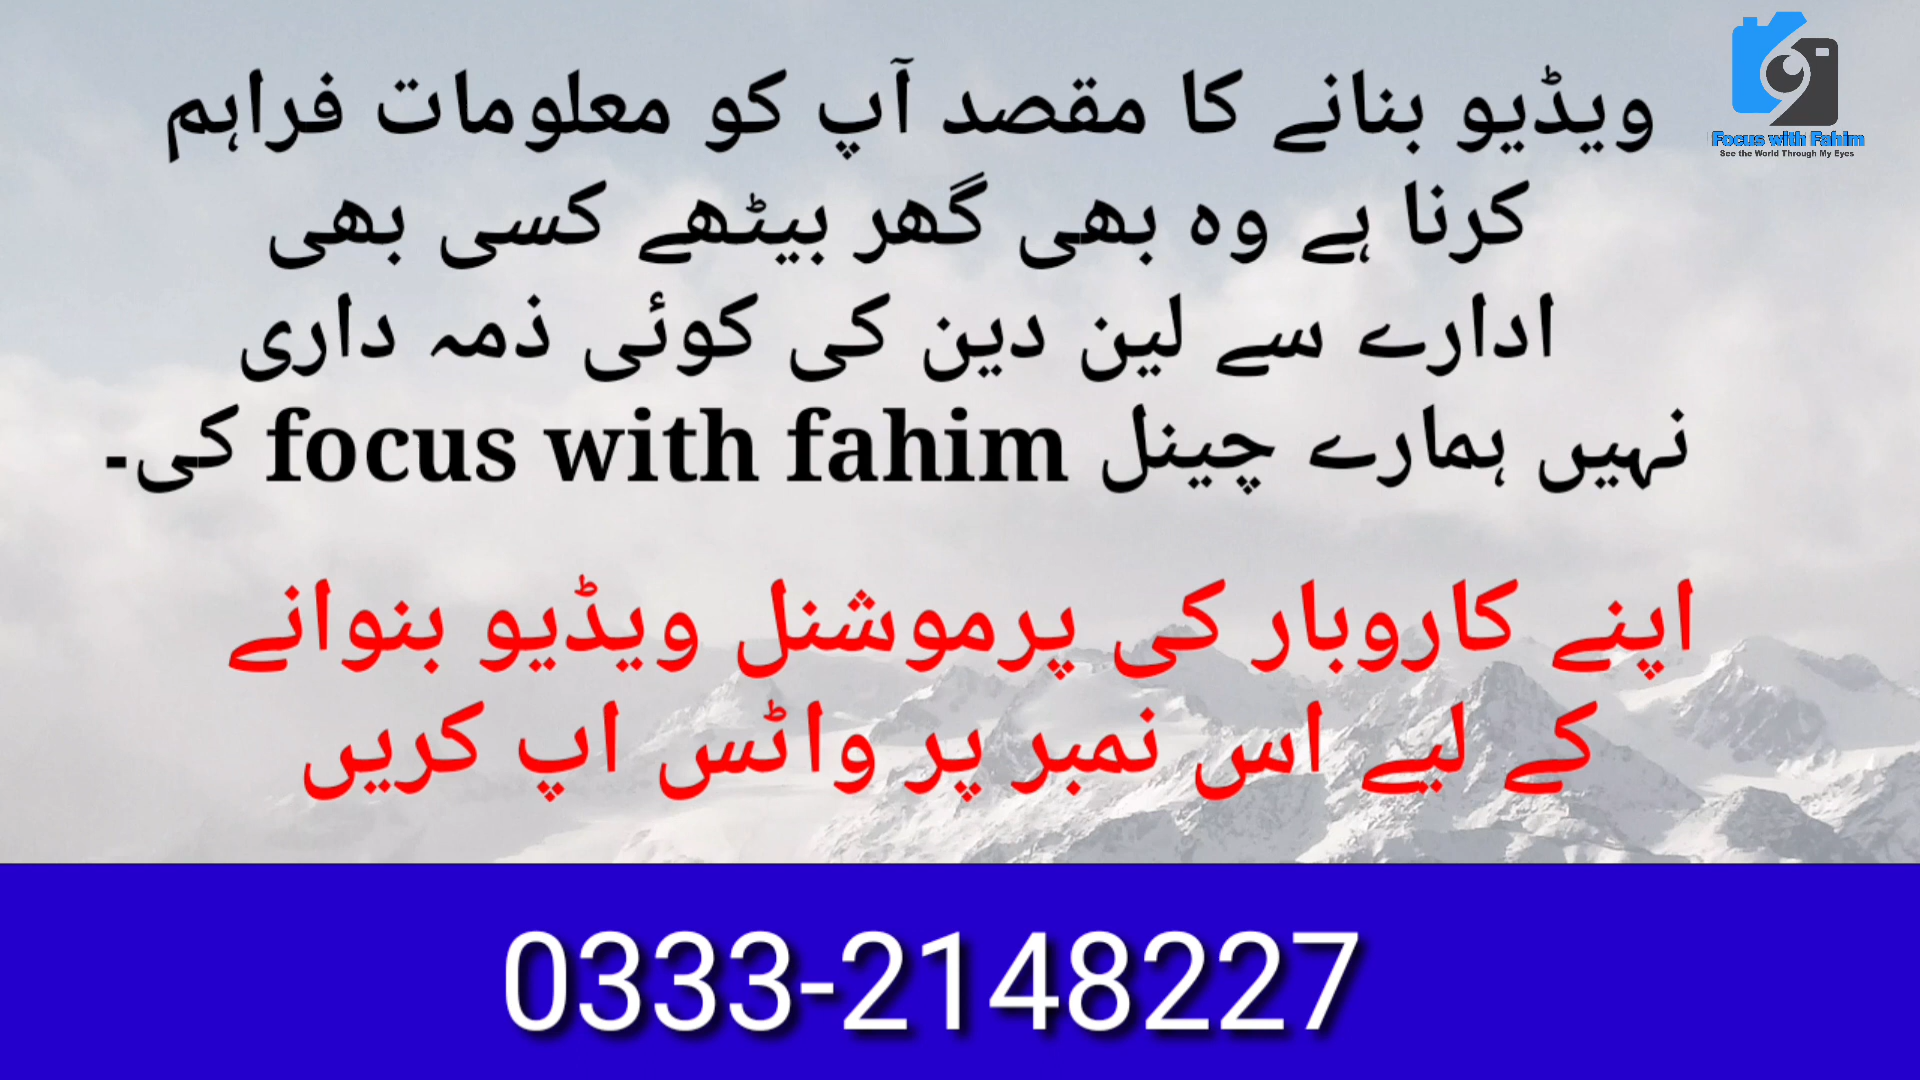 ویڈیو بنانے کا مقصد آپ کو معلومات فراہم
کرنا ہے وہ بھی گھر بیٹھے کسی بھی
ادارے سے لین دین کی کوئی ذمہ داری
نہیں ہمارے چینل focus with fahim کی۔
اپنے کاروبار کی پرموشنل ویڈیو بنوانے
کے لیے اس نمبر پر واٹس اپ کریں
0333-2148227
Focus with Fahim
See the World Through My Eyes